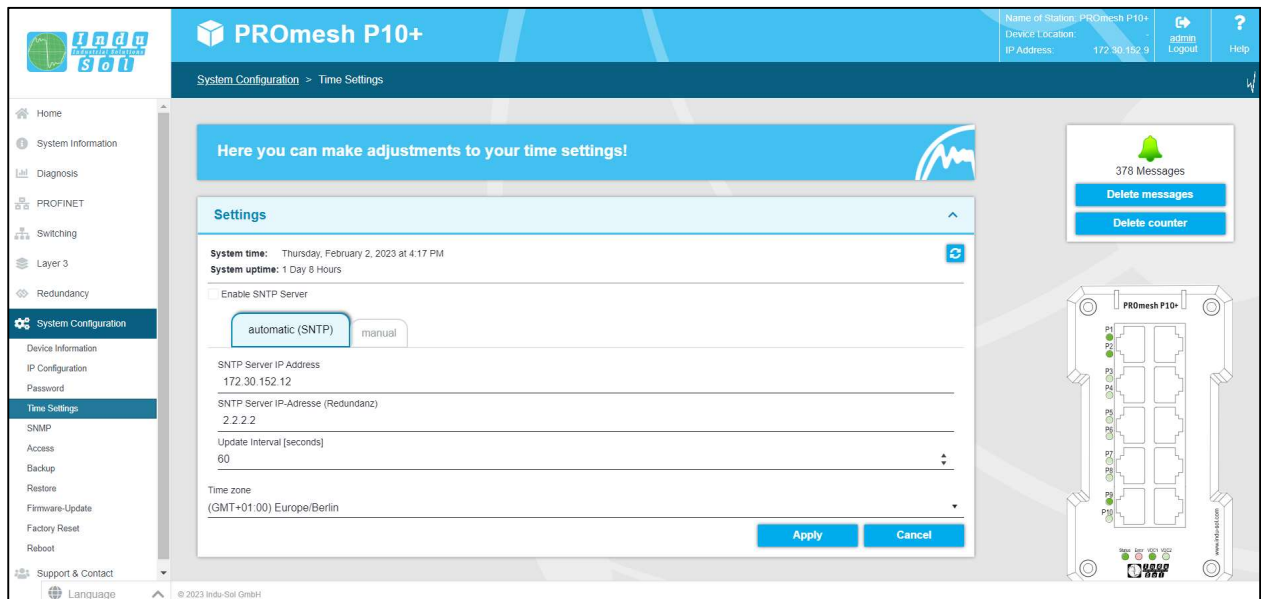 Indu
Industrial Solutions
Sol
PROmesh P10+
Name of Station: PROmesh P10+
Device Location: -
IP Address: 172.30.152.9
admin
Logout
?
Help
System Configuration > Time Settings
Home
System Information
Diagnosis
PROFINET
Switching
Layer 3
Redundancy
System Configuration
Device Information
IP Configuration
Password
Time Settings
SNMP
Access
Backup
Restore
Firmware-Update
Factory Reset
Reboot
Support & Contact
Language
Here you can make adjustments to your time settings!
Settings
System time: Thursday, February 2, 2023 at 4:17 PM
System uptime: 1 Day 8 Hours
Enable SNTP Server
automatic (SNTP)
manual
SNTP Server IP Address
172.30.152.12
SNTP Server IP-Adresse (Redundanz)
2.2.2.2
Update Interval [seconds]
60
Time zone
(GMT+01:00) Europe/Berlin
Apply
Cancel
© 2023 Indu-Sol GmbH
378 Messages
Delete messages
Delete counter
PROmesh P10+
P1
P2
P3
P4
P5
P6
P7
P8
P9
P10
www.indu-sol.com
Status Error VDC1 VDC2
Indu
Sol